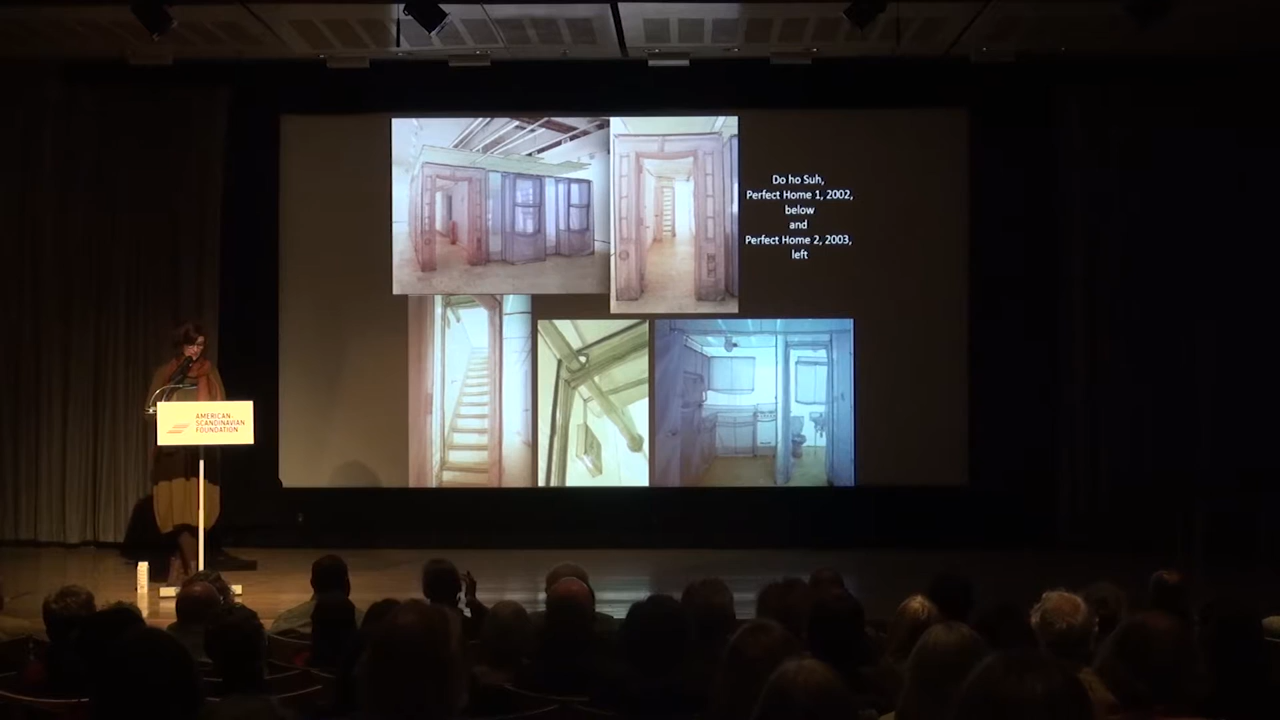 Do ho Suh,
Perfect Home 1, 2002,
below
and
Perfect Home 2, 2003,
left
AMERICAN-
SCANDINAVIAN
FOUNDATION